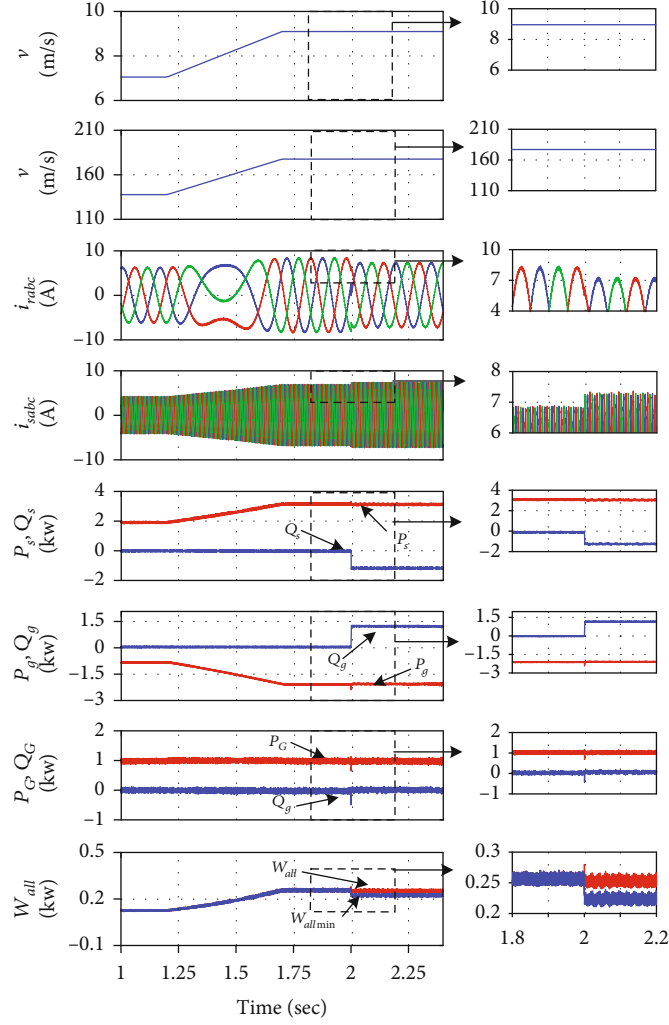 10
8
6
v
(m/s)
10
8
6
210
160
110
v
(m/s)
210
160
110
10
0
−10
i_rabc
(A)
10
8
6
4
10
0
−10
i_sabc
(A)
8
7
6
4
2
0
−2
P_s, Q_s
(kw)
Q_s
P_s
4
2
0
−2
1.5
0
−1.5
−3
P_g, Q_g
(kw)
Q_g
P_g
1.5
0
−1.5
−3
2
1
0
−1
P_G, Q_G
(kw)
P_G
Q_g
2
1
0
−1
0.5
0.2
−0.1
W_all
(kw)
W_all
W_all min
0.3
0.25
0.2
1 1.25 1.5 1.75 2 2.25
1.8 2 2.2
Time (sec)